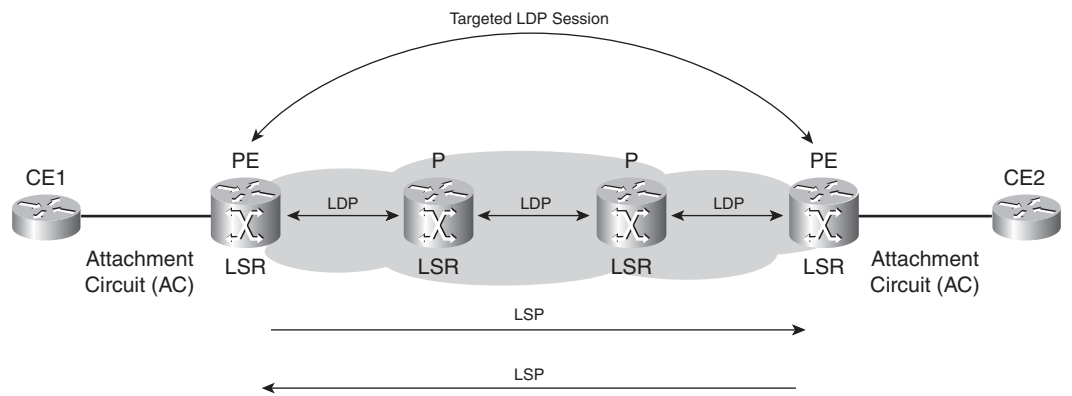 Targeted LDP Session
PE
P
P
PE
CE1
CE2
LDP
LDP
LDP
Attachment
Circuit (AC)
LSR
LSR
LSR
LSR
Attachment
Circuit (AC)
LSP
LSP